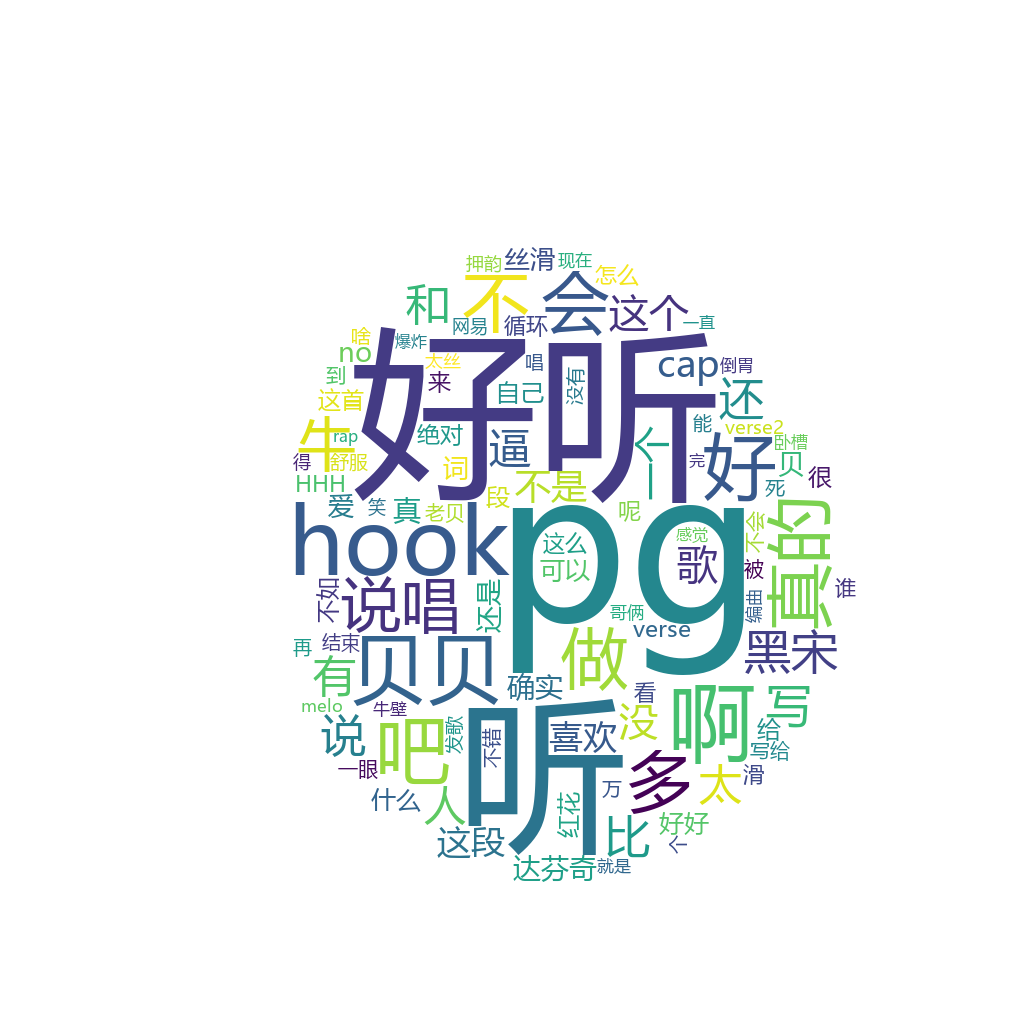 押韵
丝滑
现在
和
不
会
怎么
这个
网易
循环
一直
啥
爆炸
no
太丝
唱
好听
cap
倒胃
到
来
没有
自己
还
这首
能
verse2
牛
rap
绝对
逼
一个
好
卧槽
得
舒服
词
不是
完
贝
很
HHH
爱
笑
真
老贝
段
呢
死
真的
hook
pg
这么
感觉
不会
可以
歌
被
谁
不如
说唱
还是
哥俩
编曲
再
结束
贝贝
verse
做
黑宋
有
确实
看
melo
牛壁
啊
写
说
吧
发歌
听
不错
喜欢
没
给
写给
一眼
多
太
滑
什么
人
红花
万
这段
比
好好
个
达芬奇
就是